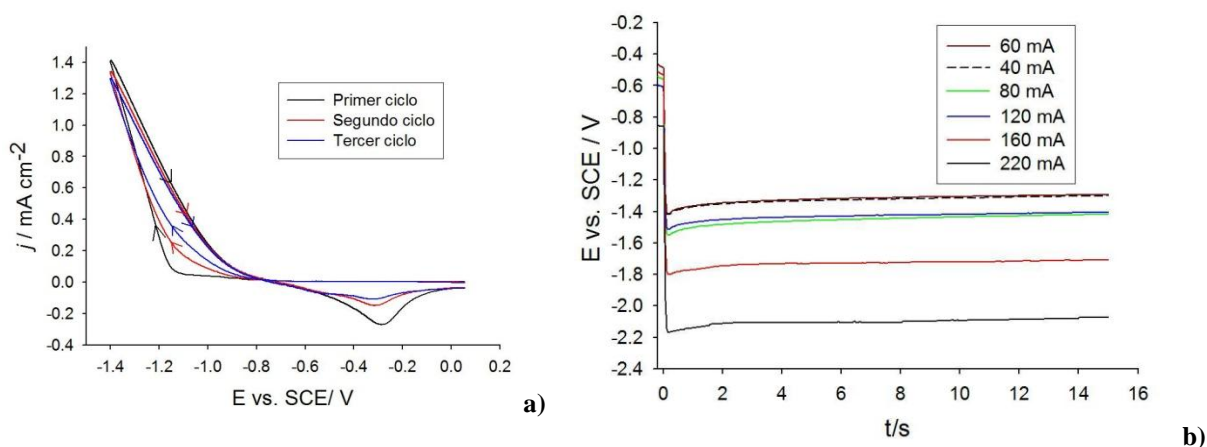 1.4
1.2
1.0
0.8
0.6
0.4
0.2
0.0
-0.2
-0.4
j / mA cm-2
Primer ciclo
Segundo ciclo
Tercer ciclo
-1.4 -1.2 -1.0 -0.8 -0.6 -0.4 -0.2 0.0 0.2
E vs. SCE/ V
a)
-0.2
-0.4
-0.6
-0.8
-1.0
-1.2
-1.4
-1.6
-1.8
-2.0
-2.2
-2.4
E vs. SCE / V
60 mA
40 mA
80 mA
120 mA
160 mA
220 mA
0 2 4 6 8 10 12 14 16
t/s
b)